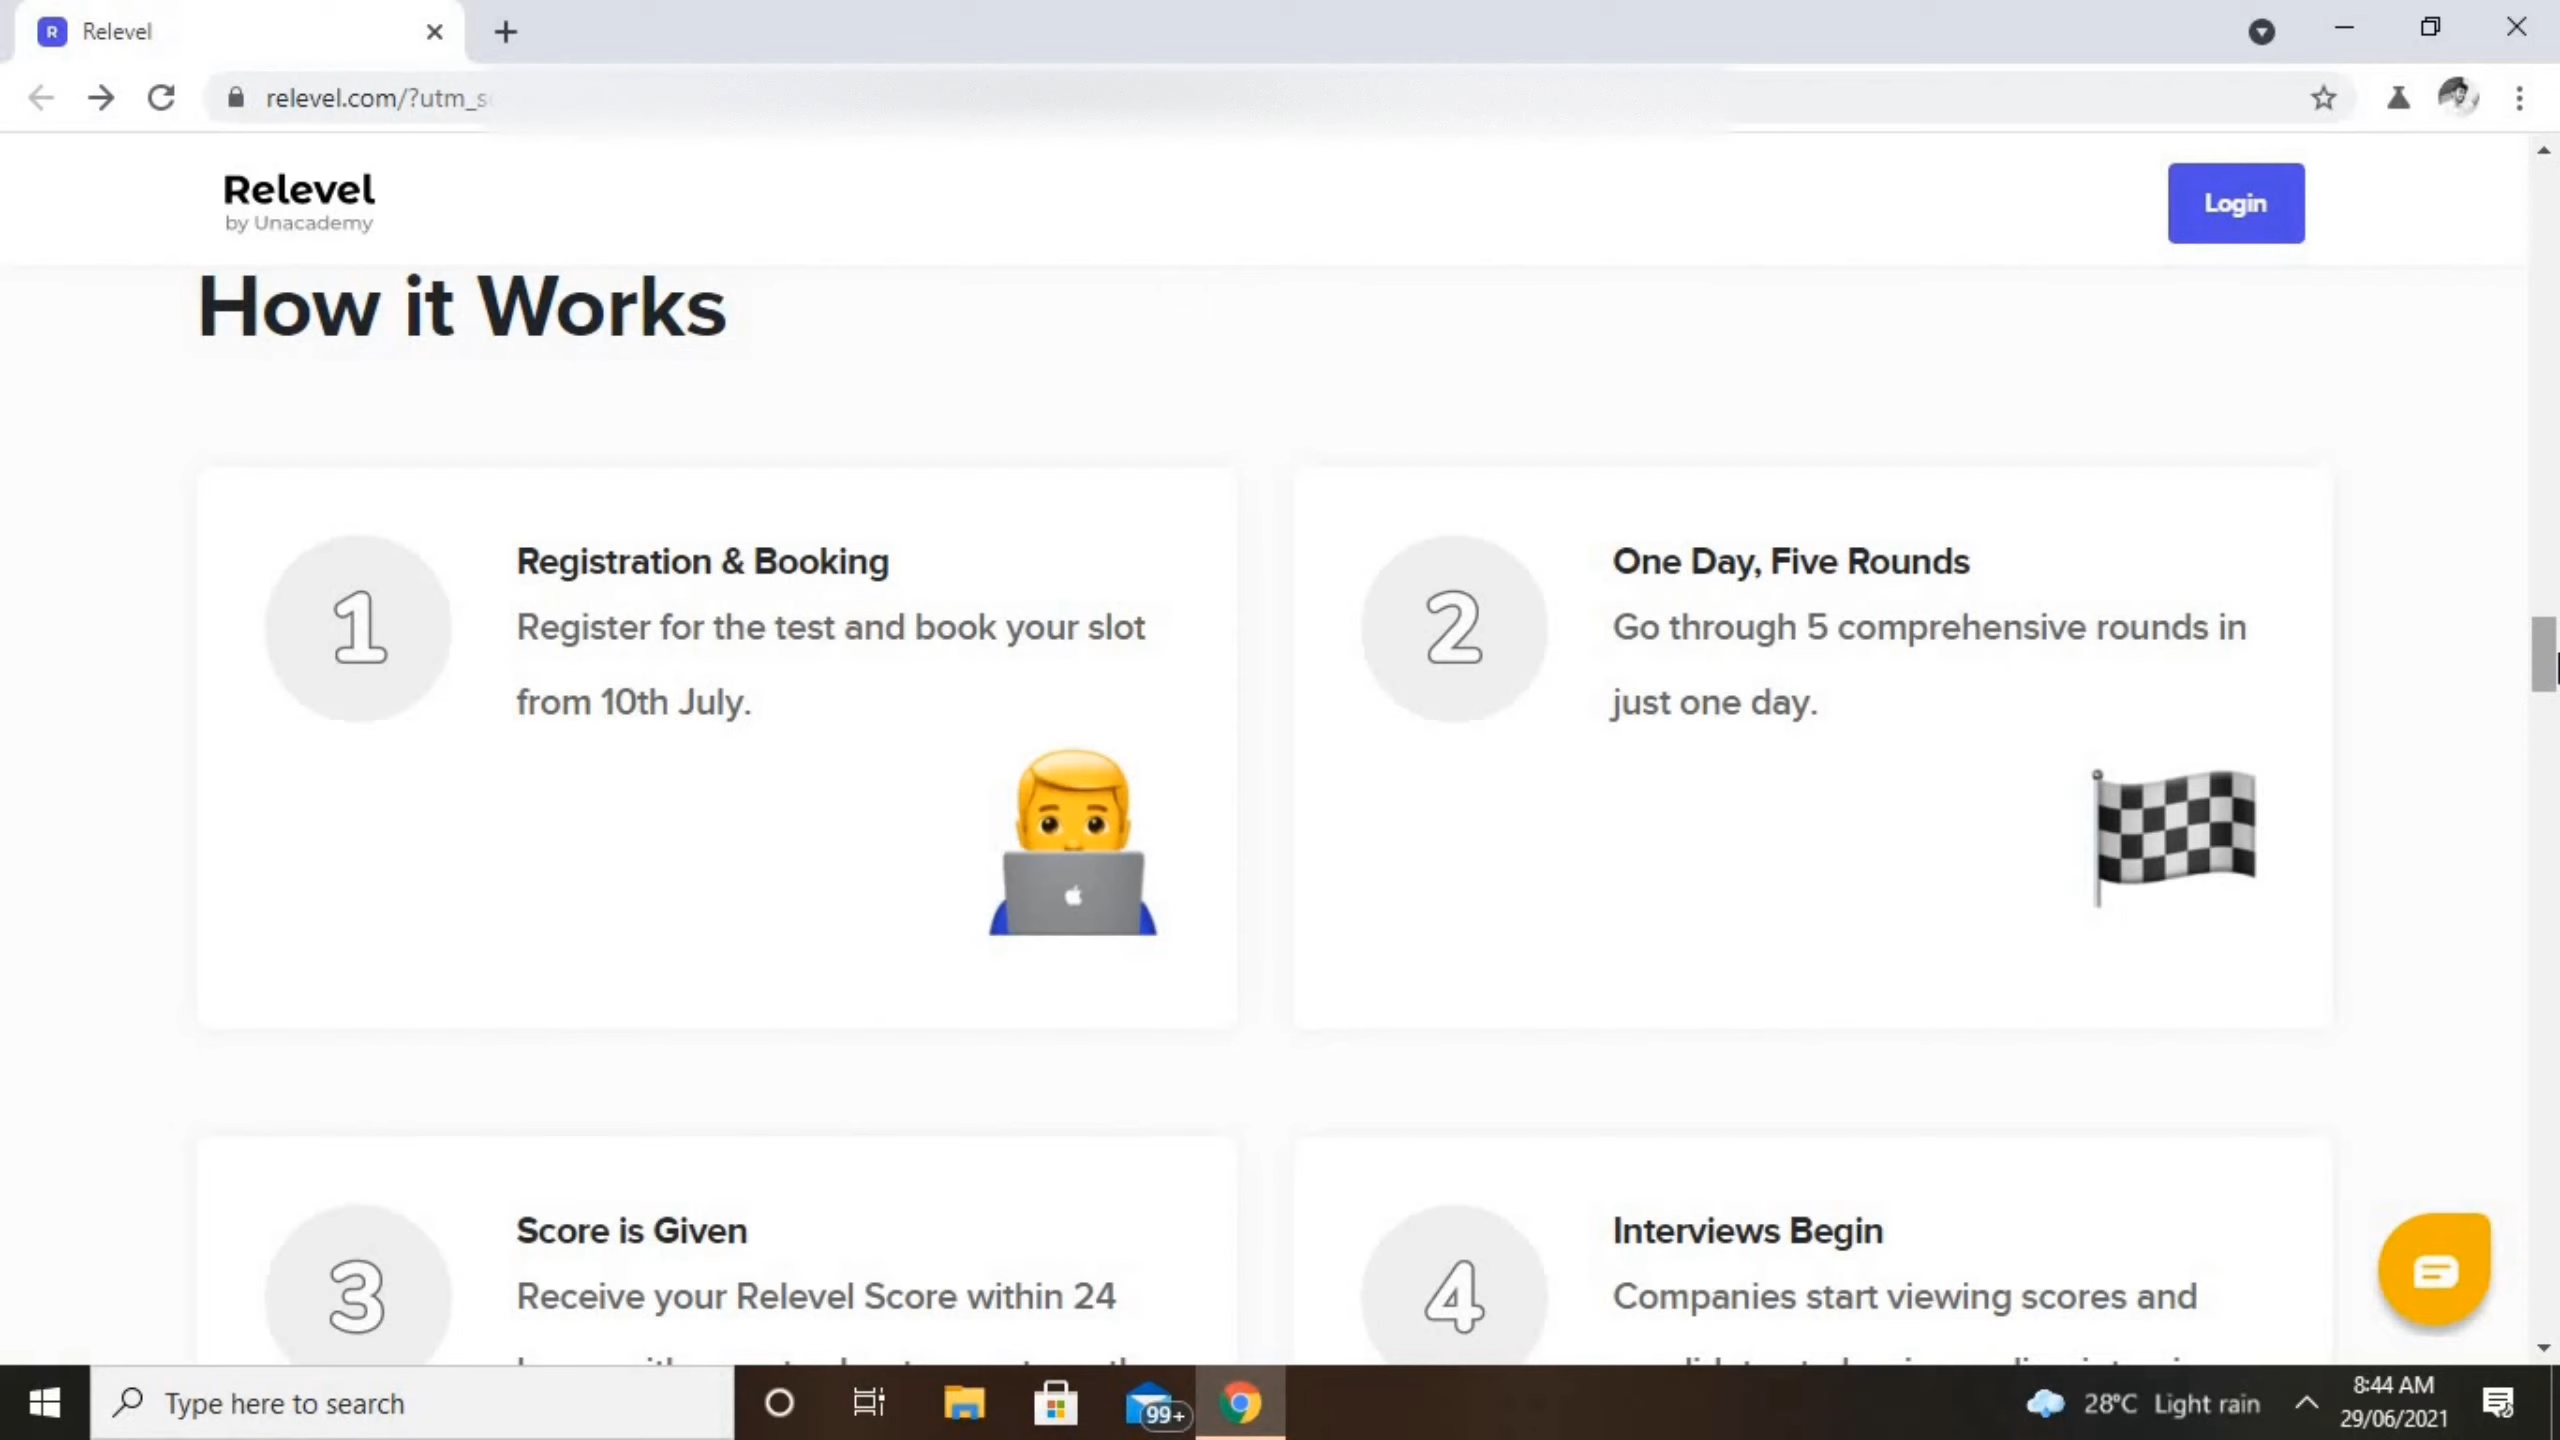 R Relevel
relevel.com/?utm_s
Relevel
by Unacademy
Login
How it Works
1
Registration & Booking
Register for the test and book your slot
from 10th July.
2
One Day, Five Rounds
Go through 5 comprehensive rounds in
just one day.
3
Score is Given
Receive your Relevel Score within 24
4
Interviews Begin
Companies start viewing scores and
Type here to search
99+
28°C Light rain
8:44 AM
29/06/2021